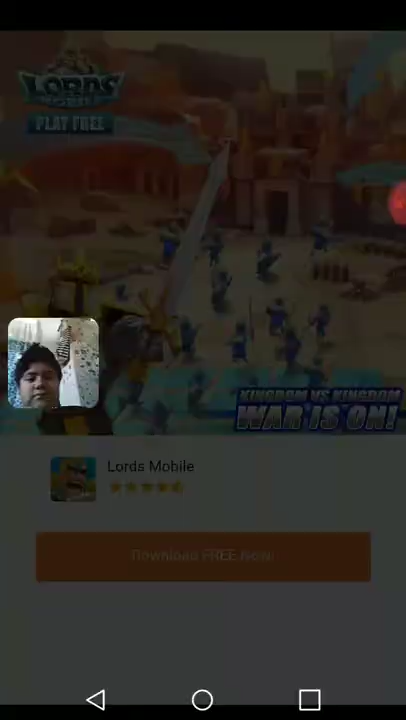 LORDS
MOBILE
PLAY FREE
KINGDOM VS KINGDOM
WAR IS ON!
Lords Mobile
Download FREE Now!